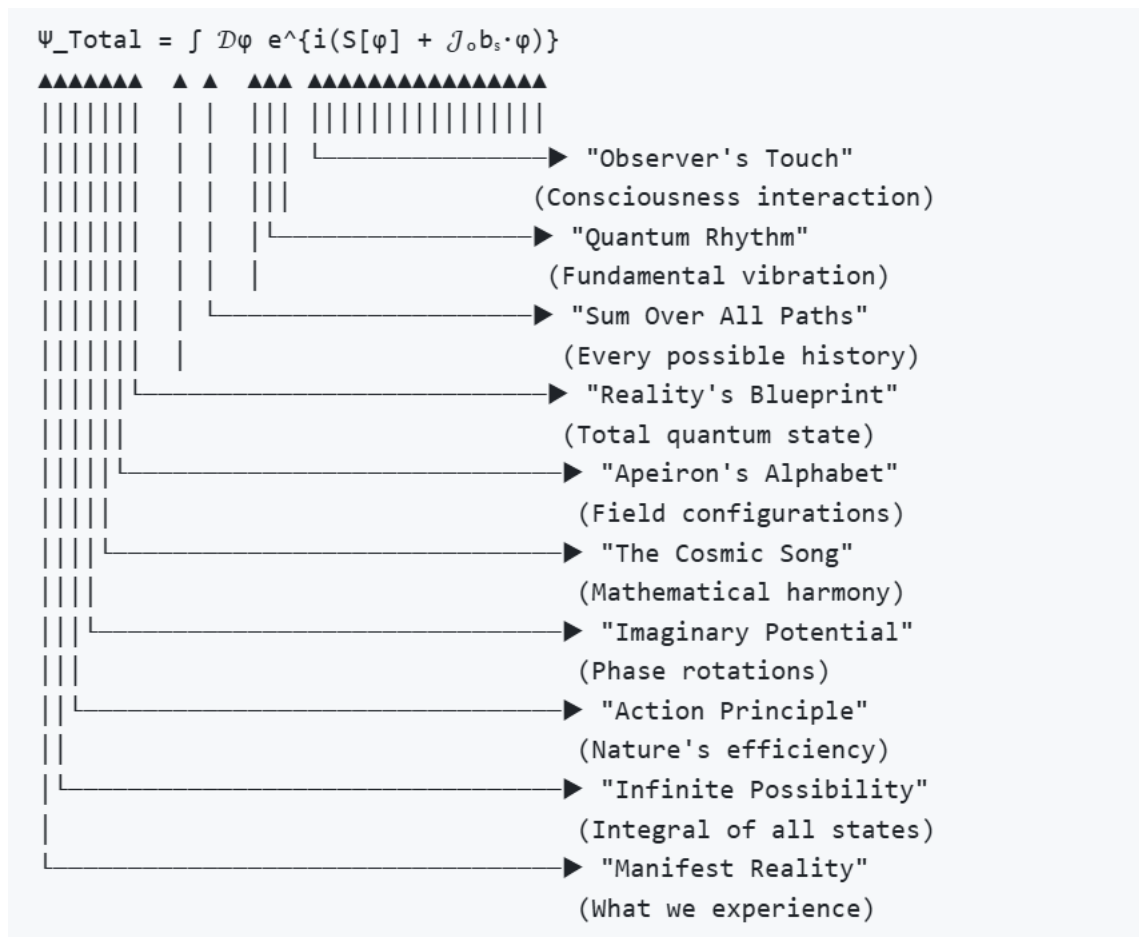 Ψ_Total = ∫ 𝒟φ e^{i(S[φ] + 𝒥ₒbₛ·φ)}
"Observer's Touch"
(Consciousness interaction)
"Quantum Rhythm"
(Fundamental vibration)
"Sum Over All Paths"
(Every possible history)
"Reality's Blueprint"
(Total quantum state)
"Apeiron's Alphabet"
(Field configurations)
"The Cosmic Song"
(Mathematical harmony)
"Imaginary Potential"
(Phase rotations)
"Action Principle"
(Nature's efficiency)
"Infinite Possibility"
(Integral of all states)
"Manifest Reality"
(What we experience)